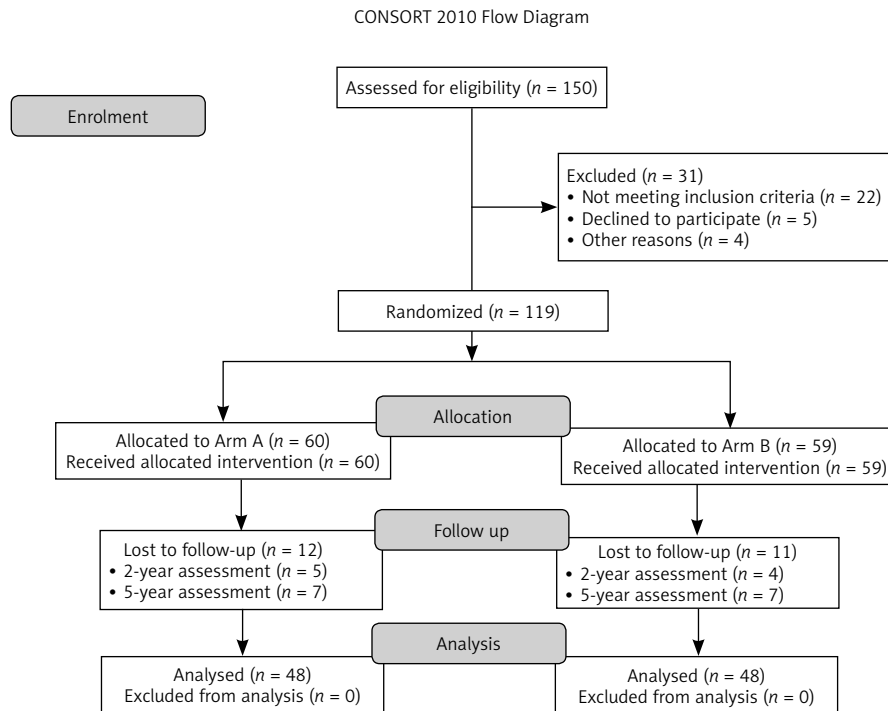 CONSORT 2010 Flow Diagram
Assessed for eligibility (n = 150)
Enrolment
Excluded (n = 31)
• Not meeting inclusion criteria (n = 22)
• Declined to participate (n = 5)
• Other reasons (n = 4)
Randomized (n = 119)
Allocation
Allocated to Arm A (n = 60)
Received allocated intervention (n = 60)
Allocated to Arm B (n = 59)
Received allocated intervention (n = 59)
Follow up
Lost to follow-up (n = 12)
• 2-year assessment (n = 5)
• 5-year assessment (n = 7)
Lost to follow-up (n = 11)
• 2-year assessment (n = 4)
• 5-year assessment (n = 7)
Analysis
Analysed (n = 48)
Excluded from analysis (n = 0)
Analysed (n = 48)
Excluded from analysis (n = 0)